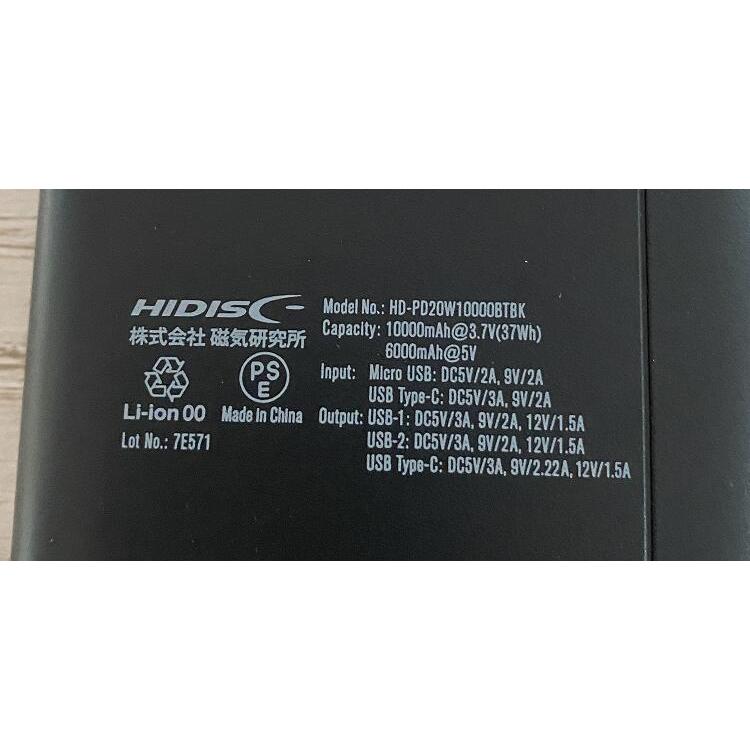 HIDISC
株式会社 磁気研究所
Li-ion 00
PSE
Made in China
Lot No.: 7E571
Model No.: HD-PD20W10000BTBK
Capacity: 10000mAh@3.7V(37Wh)
6000mAh@5V
Input: Micro USB: DC5V/2A, 9V/2A
USB Type-C: DC5V/3A, 9V/2A
Output: USB-1: DC5V/3A, 9V/2A, 12V/1.5A
USB-2: DC5V/3A, 9V/2A, 12V/1.5A
USB Type-C: DC5V/3A, 9V/2.22A, 12V/1.5A